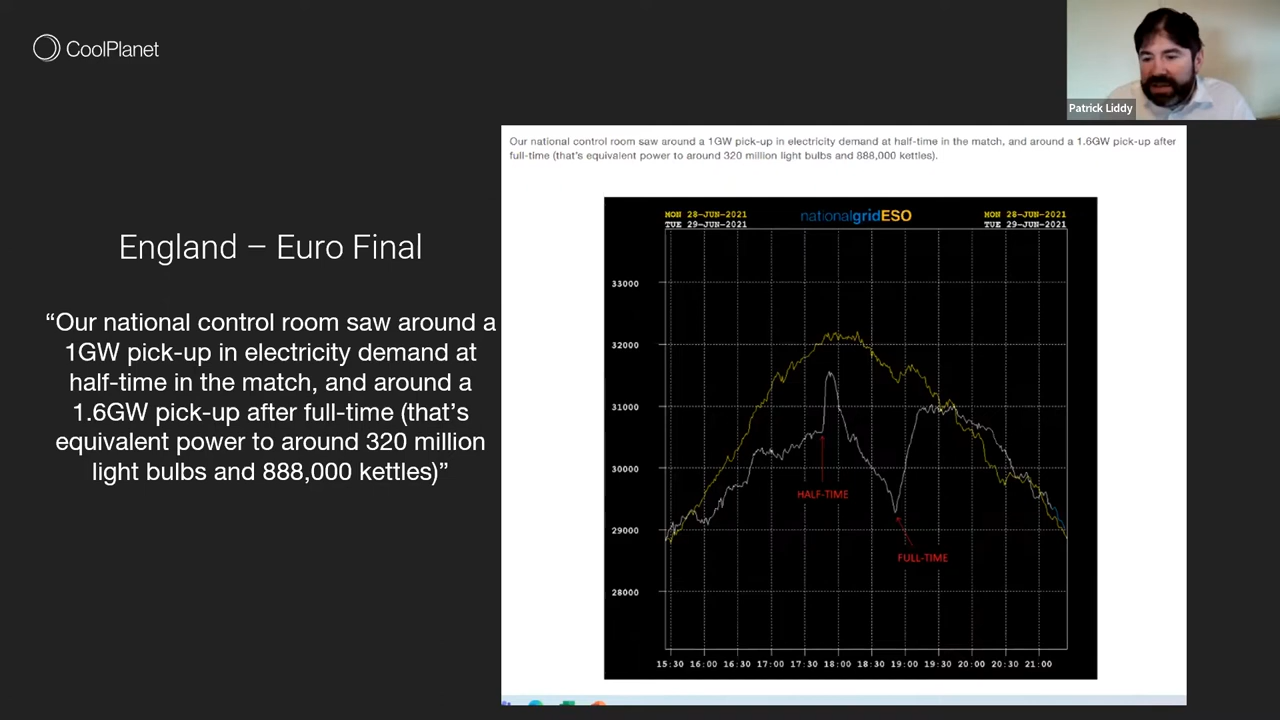 CoolPlanet
Patrick Liddy
England – Euro Final
“Our national control room saw around a
1GW pick-up in electricity demand at
half-time in the match, and around a
1.6GW pick-up after full-time (that’s
equivalent power to around 320 million
light bulbs and 888,000 kettles)”
Our national control room saw around a 1GW pick-up in electricity demand at half-time in the match, and around a 1.6GW pick-up after
full-time (that's equivalent power to around 320 million light bulbs and 888,000 kettles).
MON 28-JUN-2021 nationalgridESO MON 28-JUN-2021
TUE 29-JUN-2021 TUE 29-JUN-2021
33000
32000
31000
30000
29000
28000
HALF-TIME
FULL-TIME
15:30 16:00 16:30 17:00 17:30 18:00 18:30 19:00 19:30 20:00 20:30 21:00